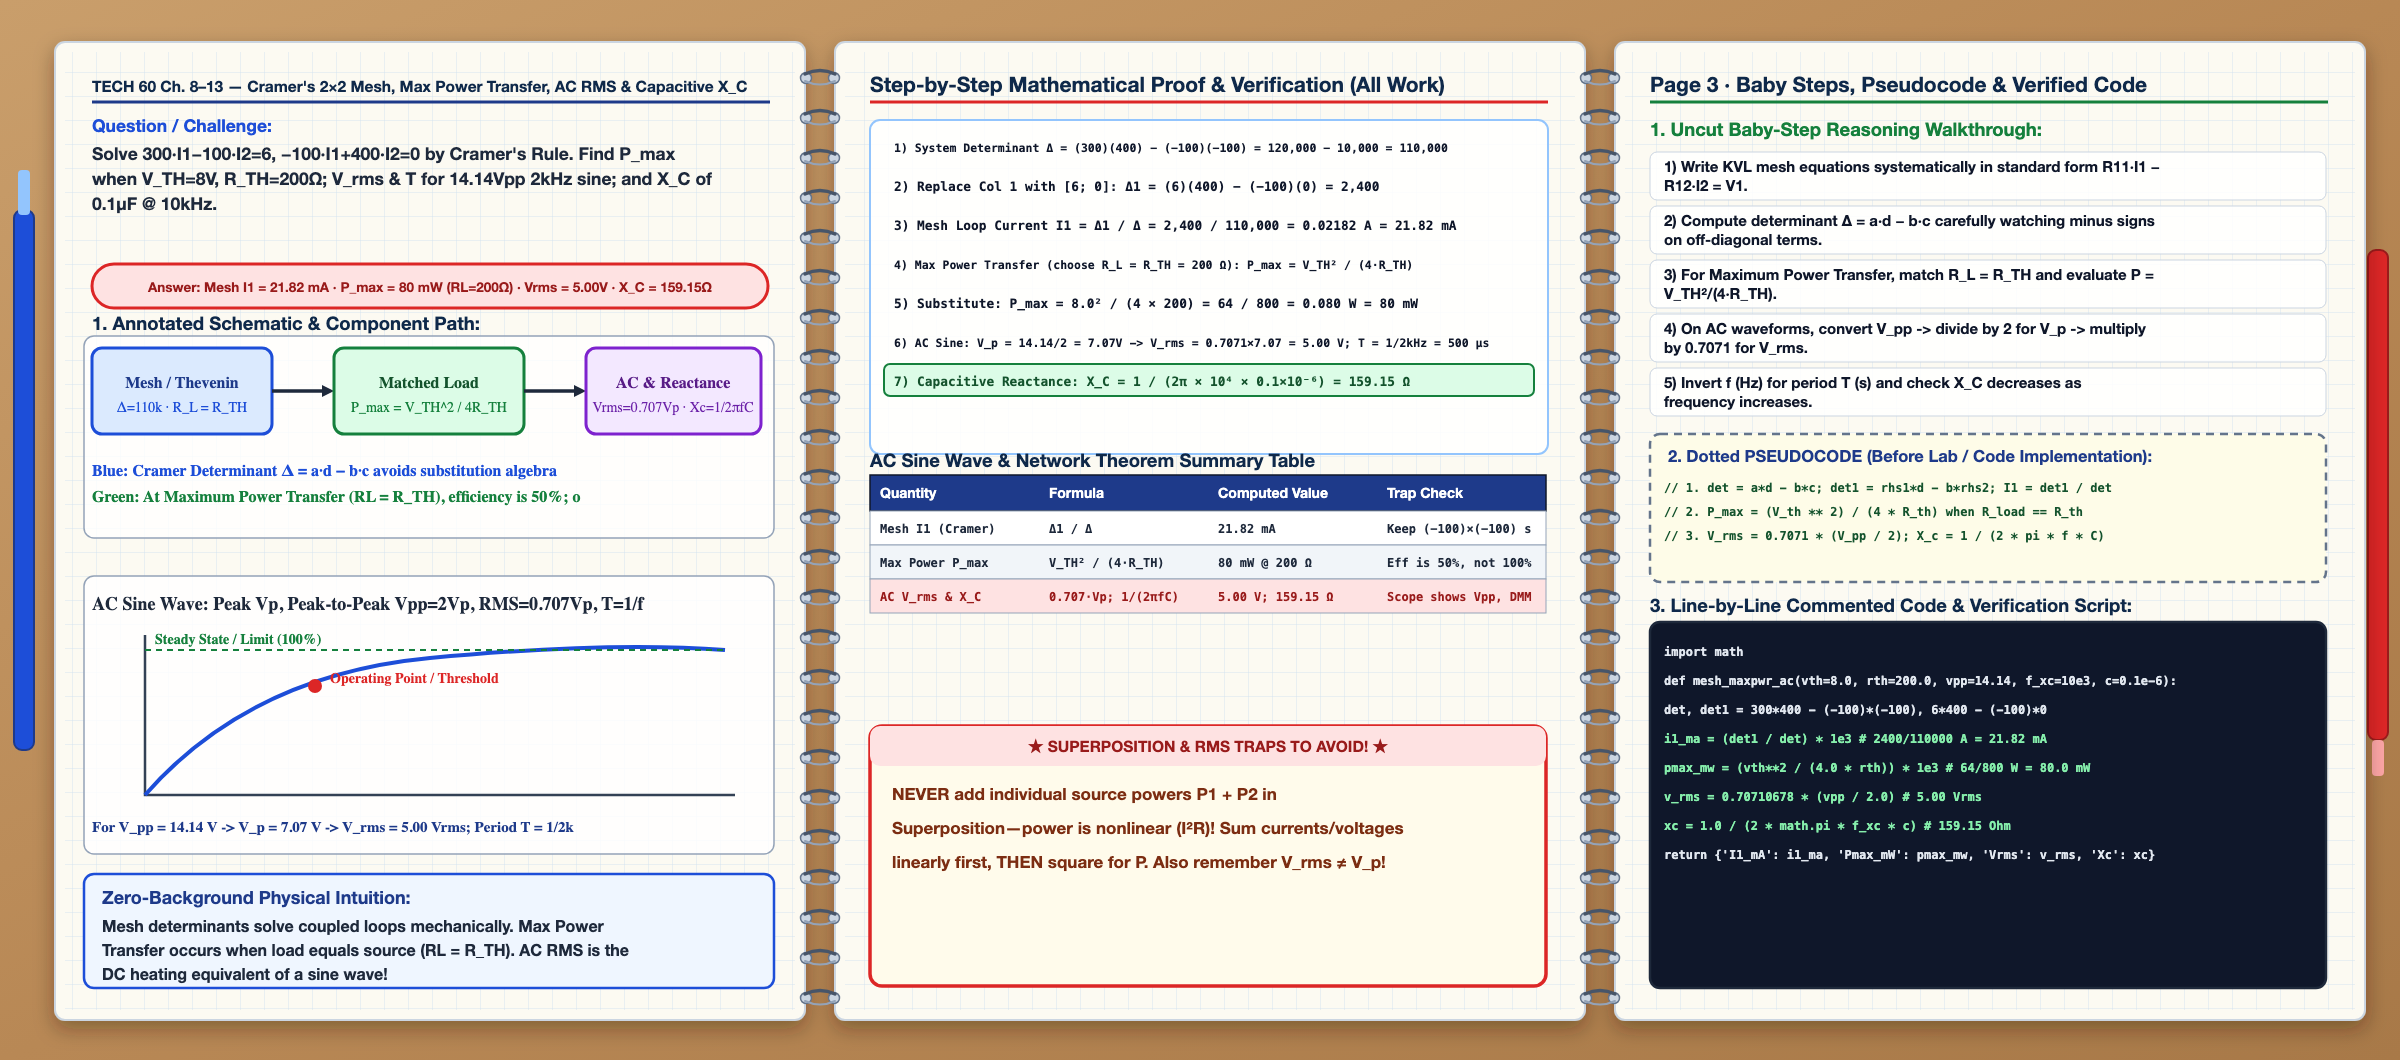 TECH 60 Ch. 8–13 — Cramer's 2×2 Mesh, Max Power Transfer, AC RMS & Capacitive X_C
Question / Challenge:
Solve 300·I1−100·I2=6, −100·I1+400·I2=0 by Cramer's Rule. Find P_max
when V_TH=8V, R_TH=200Ω; V_rms & T for 14.14Vpp 2kHz sine; and X_C of
0.1µF @ 10kHz.
Answer: Mesh I1 = 21.82 mA · P_max = 80 mW (RL=200Ω) · Vrms = 5.00V · X_C = 159.15Ω
1. Annotated Schematic & Component Path:
Mesh / Thevenin
Δ=110k · R_L = R_TH
Matched Load
P_max = V_TH^2 / 4R_TH
AC & Reactance
Vrms=0.707Vp · Xc=1/2πfC
Blue: Cramer Determinant Δ = a·d − b·c avoids substitution algebra
Green: At Maximum Power Transfer (RL = R_TH), efficiency is 50%; o
AC Sine Wave: Peak Vp, Peak-to-Peak Vpp=2Vp, RMS=0.707Vp, T=1/f
Steady State / Limit (100%)
Operating Point / Threshold
For V_pp = 14.14 V -> V_p = 7.07 V -> V_rms = 5.00 Vrms; Period T = 1/2k
Zero-Background Physical Intuition:
Mesh determinants solve coupled loops mechanically. Max Power
Transfer occurs when load equals source (RL = R_TH). AC RMS is the
DC heating equivalent of a sine wave!
Step-by-Step Mathematical Proof & Verification (All Work)
1) System Determinant Δ = (300)(400) − (−100)(−100) = 120,000 − 10,000 = 110,000
2) Replace Col 1 with [6; 0]: Δ1 = (6)(400) − (−100)(0) = 2,400
3) Mesh Loop Current I1 = Δ1 / Δ = 2,400 / 110,000 = 0.02182 A = 21.82 mA
4) Max Power Transfer (choose R_L = R_TH = 200 Ω): P_max = V_TH² / (4·R_TH)
5) Substitute: P_max = 8.0² / (4 × 200) = 64 / 800 = 0.080 W = 80 mW
6) AC Sine: V_p = 14.14/2 = 7.07V −> V_rms = 0.7071×7.07 = 5.00 V; T = 1/2kHz = 500 µs
7) Capacitive Reactance: X_C = 1 / (2π × 10⁴ × 0.1×10⁻⁶) = 159.15 Ω
AC Sine Wave & Network Theorem Summary Table
Quantity Formula Computed Value Trap Check
Mesh I1 (Cramer) Δ1 / Δ 21.82 mA Keep (−100)×(−100) s
Max Power P_max V_TH² / (4·R_TH) 80 mW @ 200 Ω Eff is 50%, not 100%
AC V_rms & X_C 0.707·Vp; 1/(2πfC) 5.00 V; 159.15 Ω Scope shows Vpp, DMM
★ SUPERPOSITION & RMS TRAPS TO AVOID! ★
NEVER add individual source powers P1 + P2 in
Superposition—power is nonlinear (I²R)! Sum currents/voltages
linearly first, THEN square for P. Also remember V_rms ≠ V_p!
Page 3 · Baby Steps, Pseudocode & Verified Code
1. Uncut Baby-Step Reasoning Walkthrough:
1) Write KVL mesh equations systematically in standard form R11·I1 −
R12·I2 = V1.
2) Compute determinant Δ = a·d − b·c carefully watching minus signs
on off-diagonal terms.
3) For Maximum Power Transfer, match R_L = R_TH and evaluate P =
V_TH²/(4·R_TH).
4) On AC waveforms, convert V_pp -> divide by 2 for V_p -> multiply
by 0.7071 for V_rms.
5) Invert f (Hz) for period T (s) and check X_C decreases as
frequency increases.
2. Dotted PSEUDOCODE (Before Lab / Code Implementation):
// 1. det = a*d − b*c; det1 = rhs1*d − b*rhs2; I1 = det1 / det
// 2. P_max = (V_th ** 2) / (4 * R_th) when R_load == R_th
// 3. V_rms = 0.7071 * (V_pp / 2); X_c = 1 / (2 * pi * f * C)
3. Line-by-Line Commented Code & Verification Script:
import math
def mesh_maxpwr_ac(vth=8.0, rth=200.0, vpp=14.14, f_xc=10e3, c=0.1e−6):
det, det1 = 300*400 − (−100)*(−100), 6*400 − (−100)*0
i1_ma = (det1 / det) * 1e3 # 2400/110000 A = 21.82 mA
pmax_mw = (vth**2 / (4.0 * rth)) * 1e3 # 64/800 W = 80.0 mW
v_rms = 0.70710678 * (vpp / 2.0) # 5.00 Vrms
xc = 1.0 / (2 * math.pi * f_xc * c) # 159.15 Ohm
return {'I1_mA': i1_ma, 'Pmax_mW': pmax_mw, 'Vrms': v_rms, 'Xc': xc}